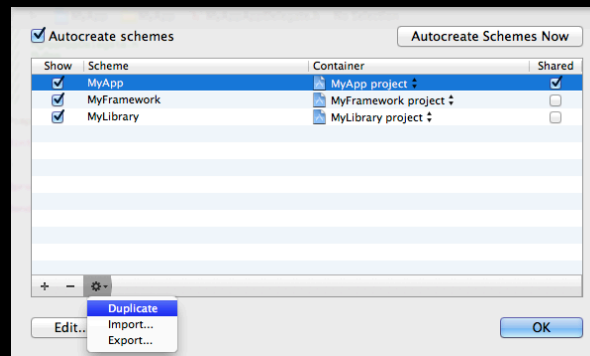 Autocreate schemes
Autocreate Schemes Now
Show Scheme Container Shared
MyApp MyApp project
MyFramework MyFramework project
MyLibrary MyLibrary project
+ −
Duplicate
Import...
Export...
Edit..
OK